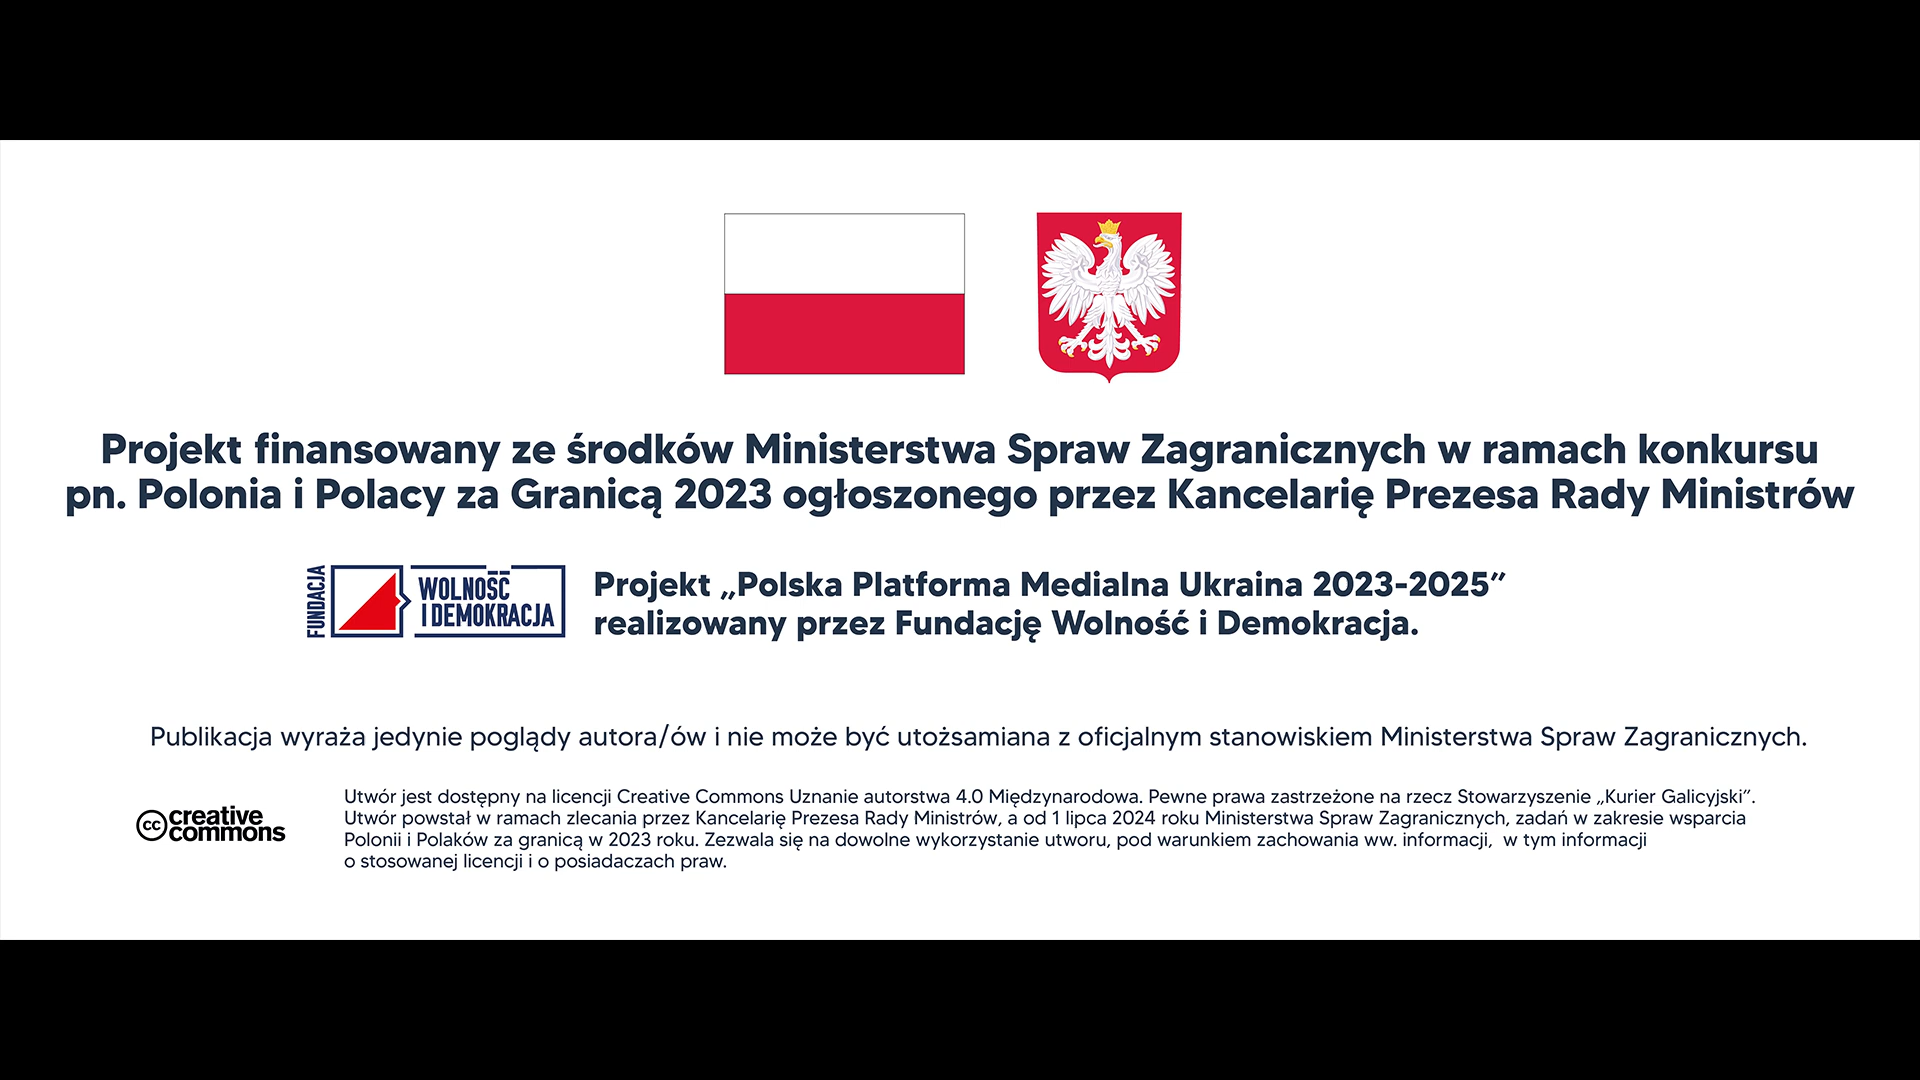 Projekt finansowany ze środków Ministerstwa Spraw Zagranicznych w ramach konkursu
pn. Polonia i Polacy za Granicą 2023 ogłoszonego przez Kancelarię Prezesa Rady Ministrów
FUNDACJA
WOLNOŚĆ
I DEMOKRACJA
Projekt „Polska Platforma Medialna Ukraina 2023-2025”
realizowany przez Fundację Wolność i Demokracja.
Publikacja wyraża jedynie poglądy autora/ów i nie może być utożsamiana z oficjalnym stanowiskiem Ministerstwa Spraw Zagranicznych.
cc creative
commons
Utwór jest dostępny na licencji Creative Commons Uznanie autorstwa 4.0 Międzynarodowa. Pewne prawa zastrzeżone na rzecz Stowarzyszenie „Kurier Galicyjski”.
Utwór powstał w ramach zlecania przez Kancelarię Prezesa Rady Ministrów, a od 1 lipca 2024 roku Ministerstwa Spraw Zagranicznych, zadań w zakresie wsparcia
Polonii i Polaków za granicą w 2023 roku. Zezwala się na dowolne wykorzystanie utworu, pod warunkiem zachowania ww. informacji, w tym informacji
o stosowanej licencji i o posiadaczach praw.